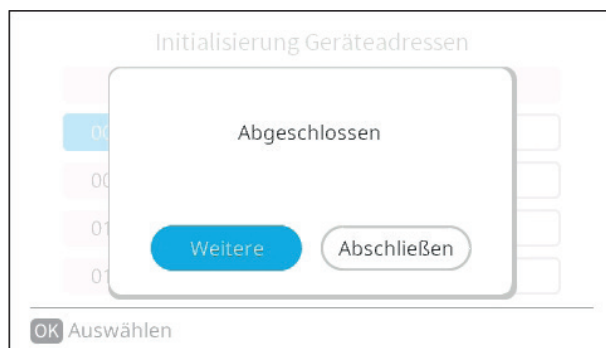 Initialisierung Geräteadressen
Abgeschlossen
Weitere
Abschließen
OK Auswählen